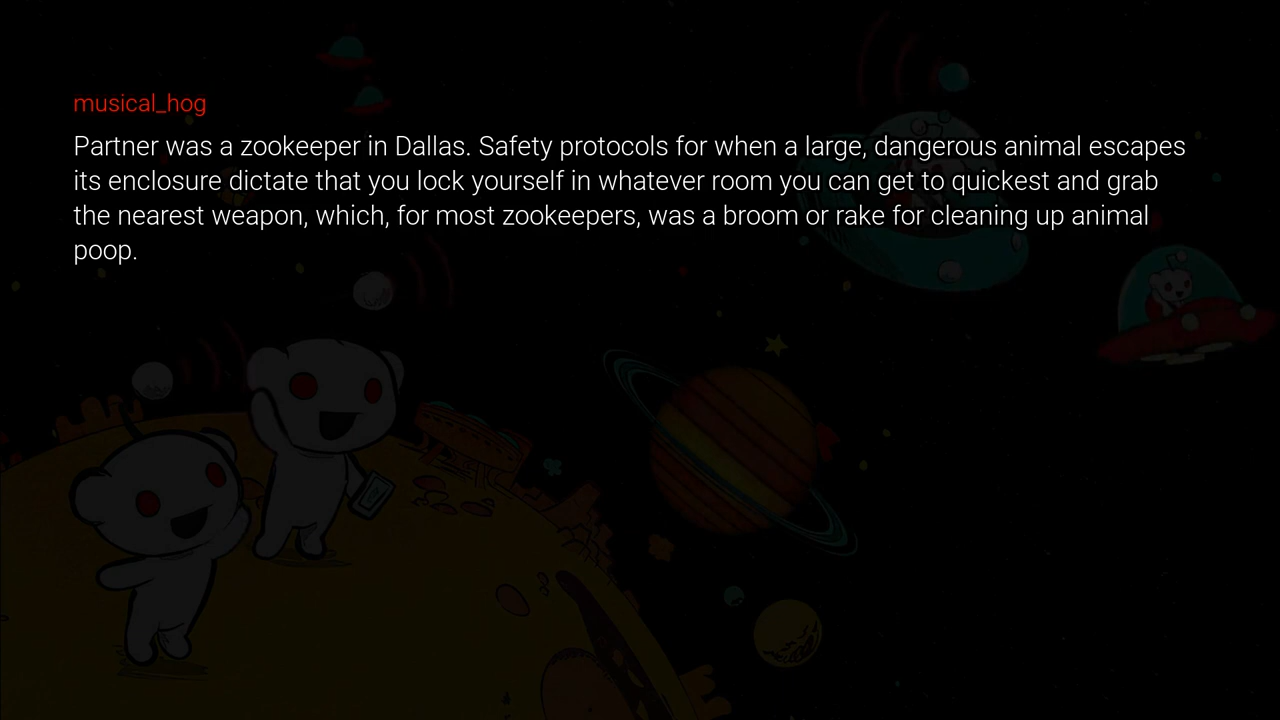 musical_hog
Partner was a zookeeper in Dallas. Safety protocols for when a large, dangerous animal escapes
its enclosure dictate that you lock yourself in whatever room you can get to quickest and grab
the nearest weapon, which, for most zookeepers, was a broom or rake for cleaning up animal
poop.